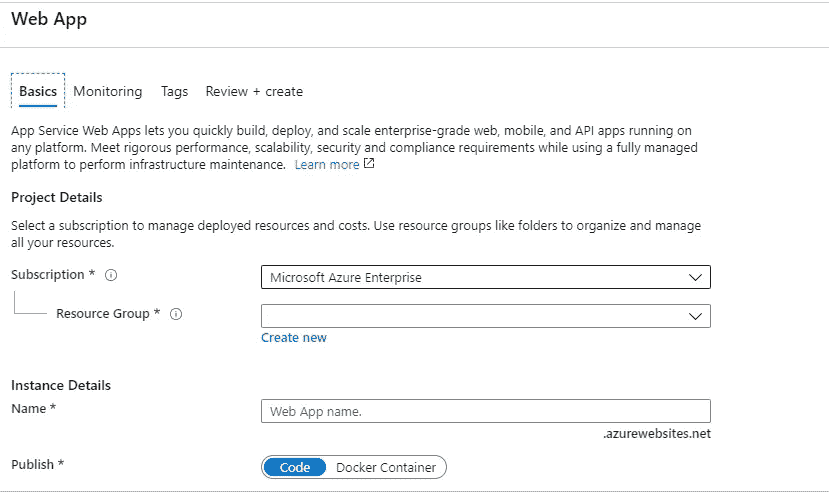 Web App
Basics Monitoring Tags Review + create
App Service Web Apps lets you quickly build, deploy, and scale enterprise-grade web, mobile, and API apps running on
any platform. Meet rigorous performance, scalability, security and compliance requirements while using a fully managed
platform to perform infrastructure maintenance. Learn more
Project Details
Select a subscription to manage deployed resources and costs. Use resource groups like folders to organize and manage
all your resources.
Subscription * Microsoft Azure Enterprise
Resource Group *
Create new
Instance Details
Name * Web App name.
.azurewebsites.net
Publish * Code Docker Container